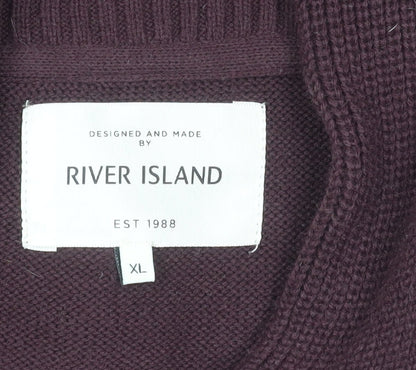 DESIGNED AND MADE
BY
RIVER ISLAND
EST 1988
XL